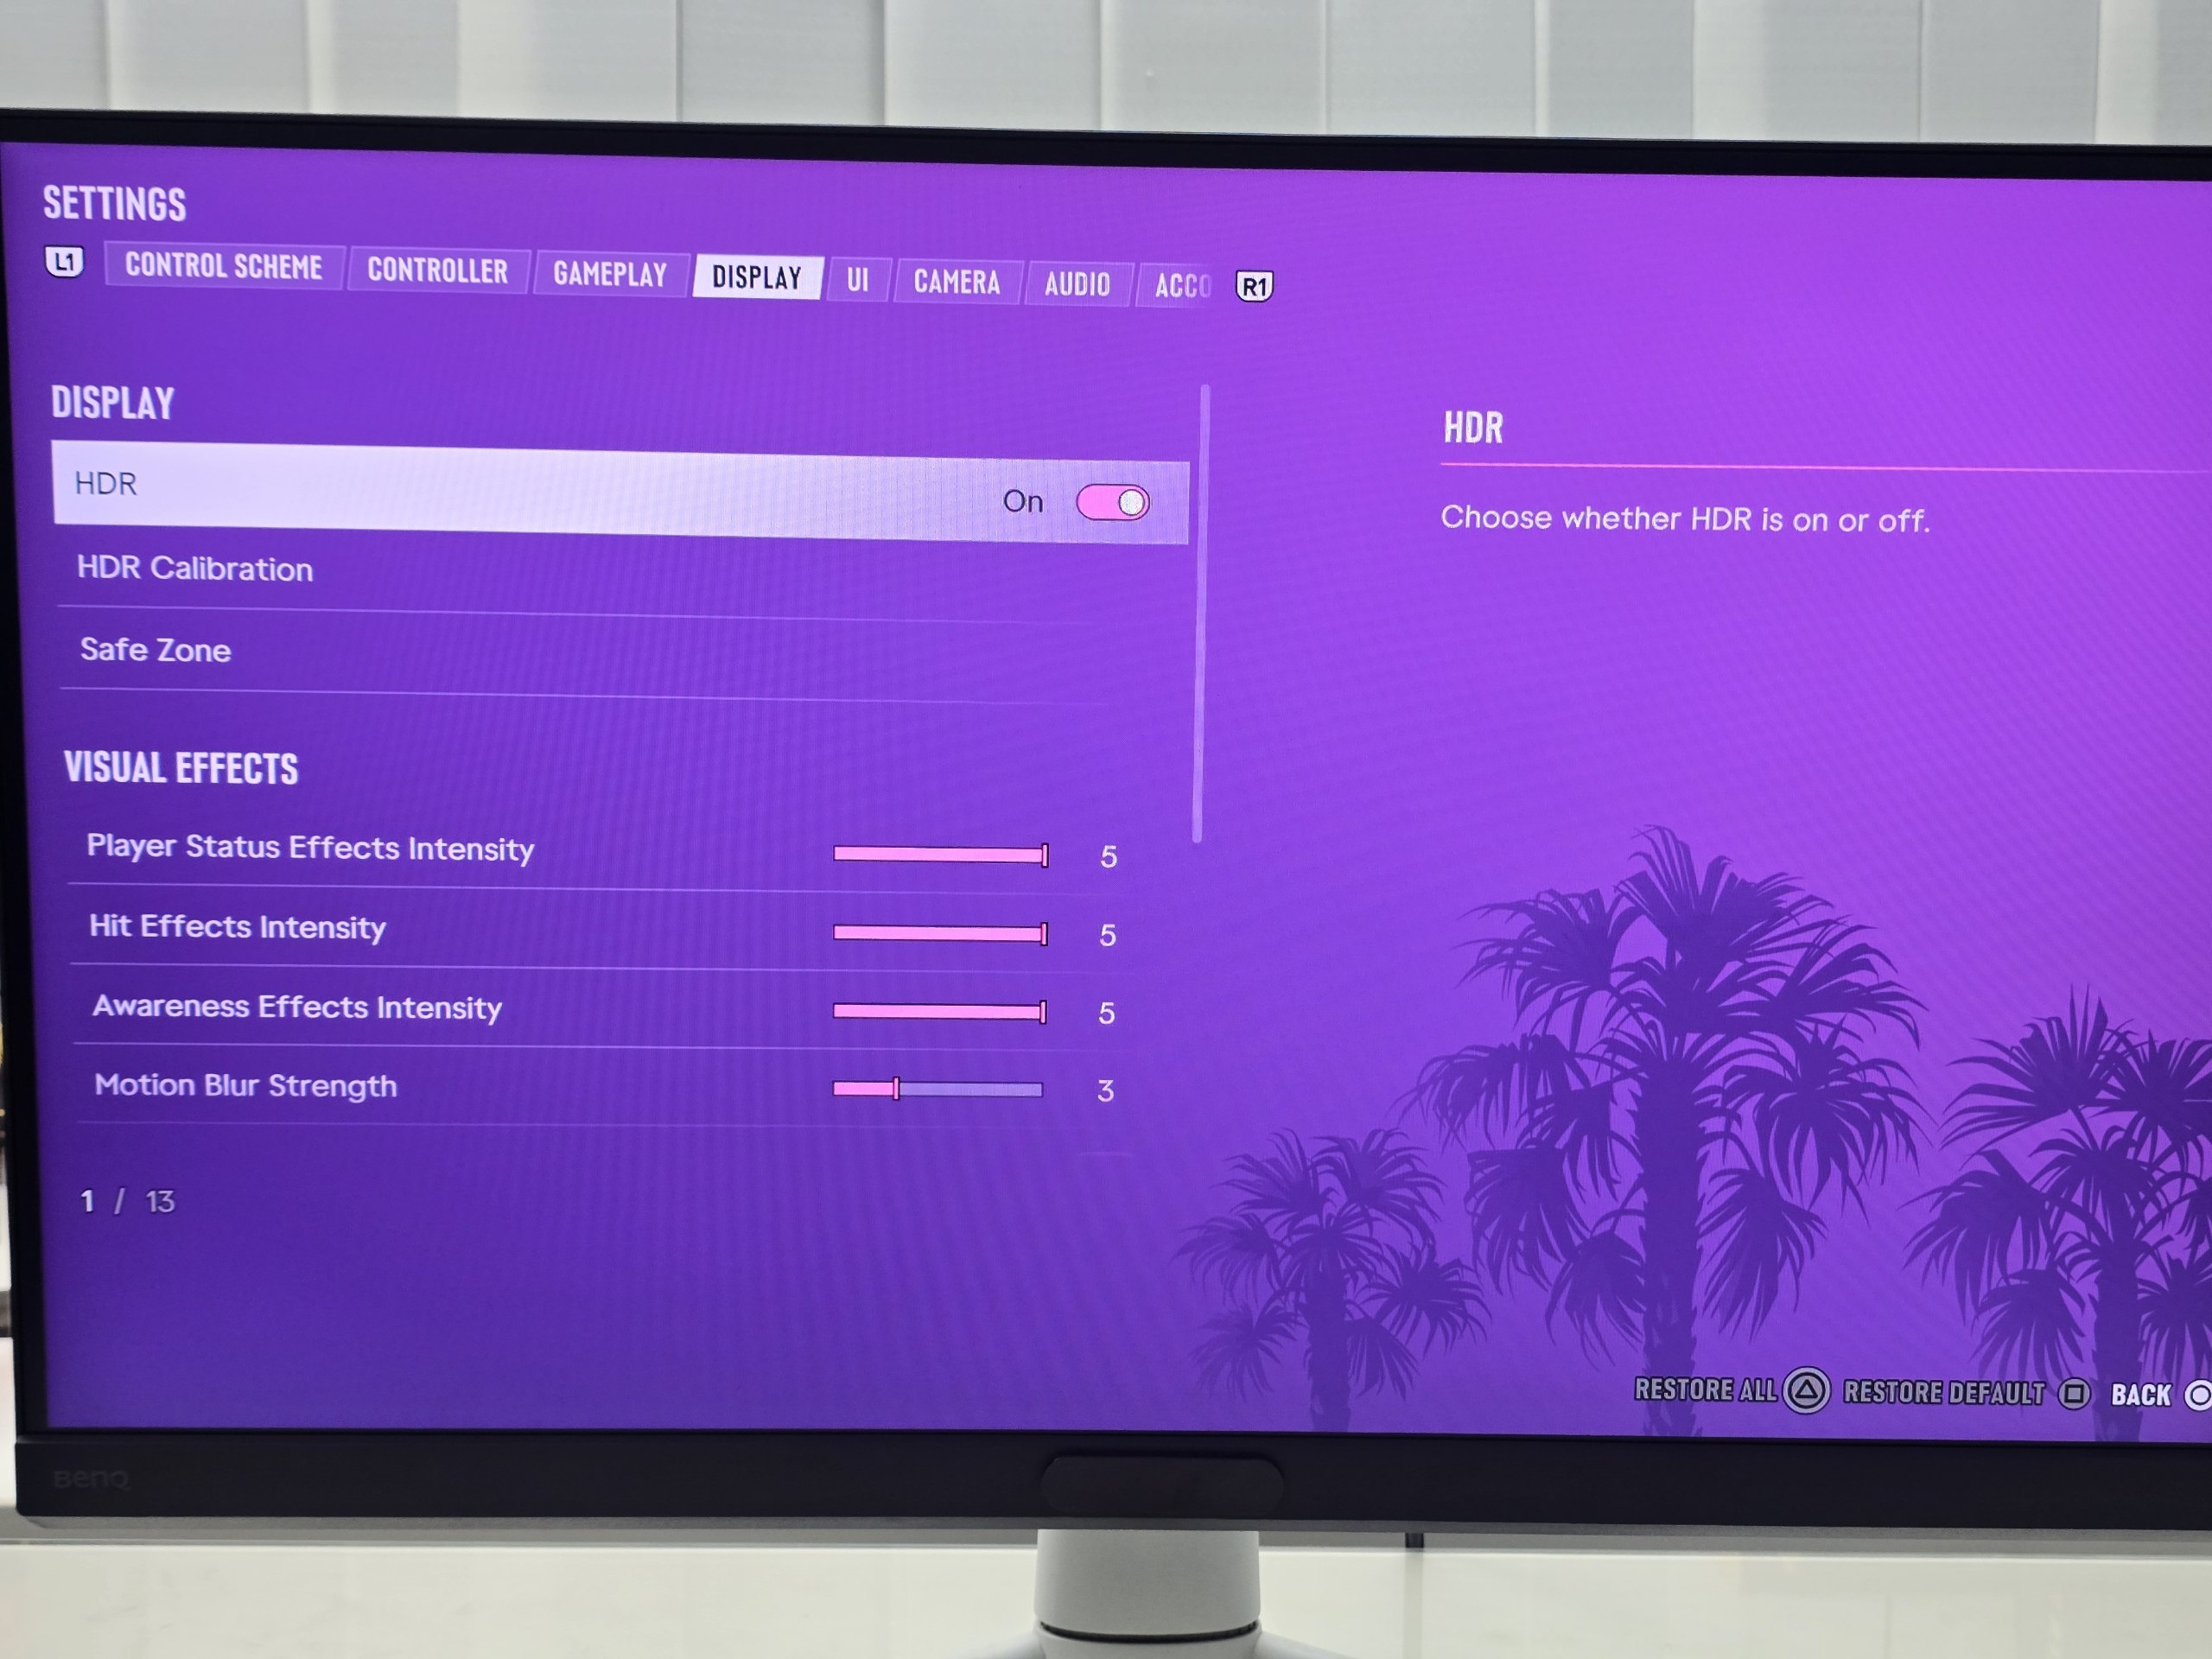 SETTINGS
L1 CONTROL SCHEME CONTROLLER GAMEPLAY DISPLAY UI CAMERA AUDIO ACCO R1
DISPLAY
HDR On
HDR Calibration
Safe Zone
VISUAL EFFECTS
Player Status Effects Intensity 5
Hit Effects Intensity 5
Awareness Effects Intensity 5
Motion Blur Strength 3
1 / 13
HDR
Choose whether HDR is on or off.
RESTORE ALL RESTORE DEFAULT BACK
BenQ